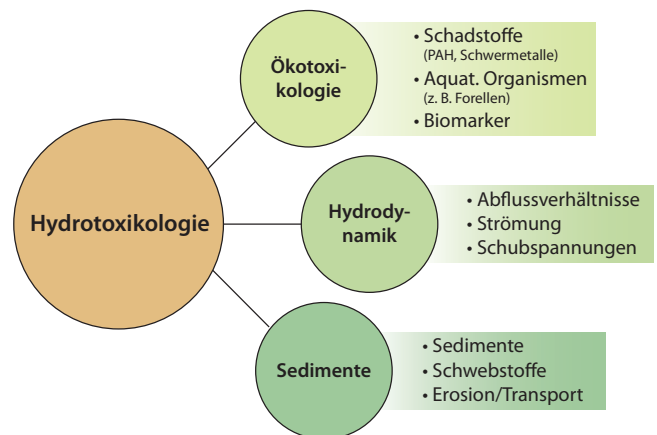 Hydrotoxikologie
Ökotoxi-
kologie
• Schadstoffe
(PAH, Schwermetalle)
• Aquat. Organismen
(z. B. Forellen)
• Biomarker
Hydrody-
namik
• Abflussverhältnisse
• Strömung
• Schubspannungen
Sedimente
• Sedimente
• Schwebstoffe
• Erosion/Transport